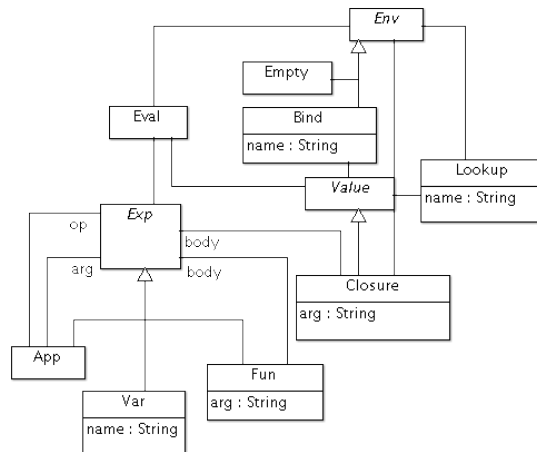 Env
Empty
Eval
Bind
name : String
Lookup
name : String
Value
Exp
op
body
arg
body
Closure
arg : String
App
Fun
arg : String
Var
name : String